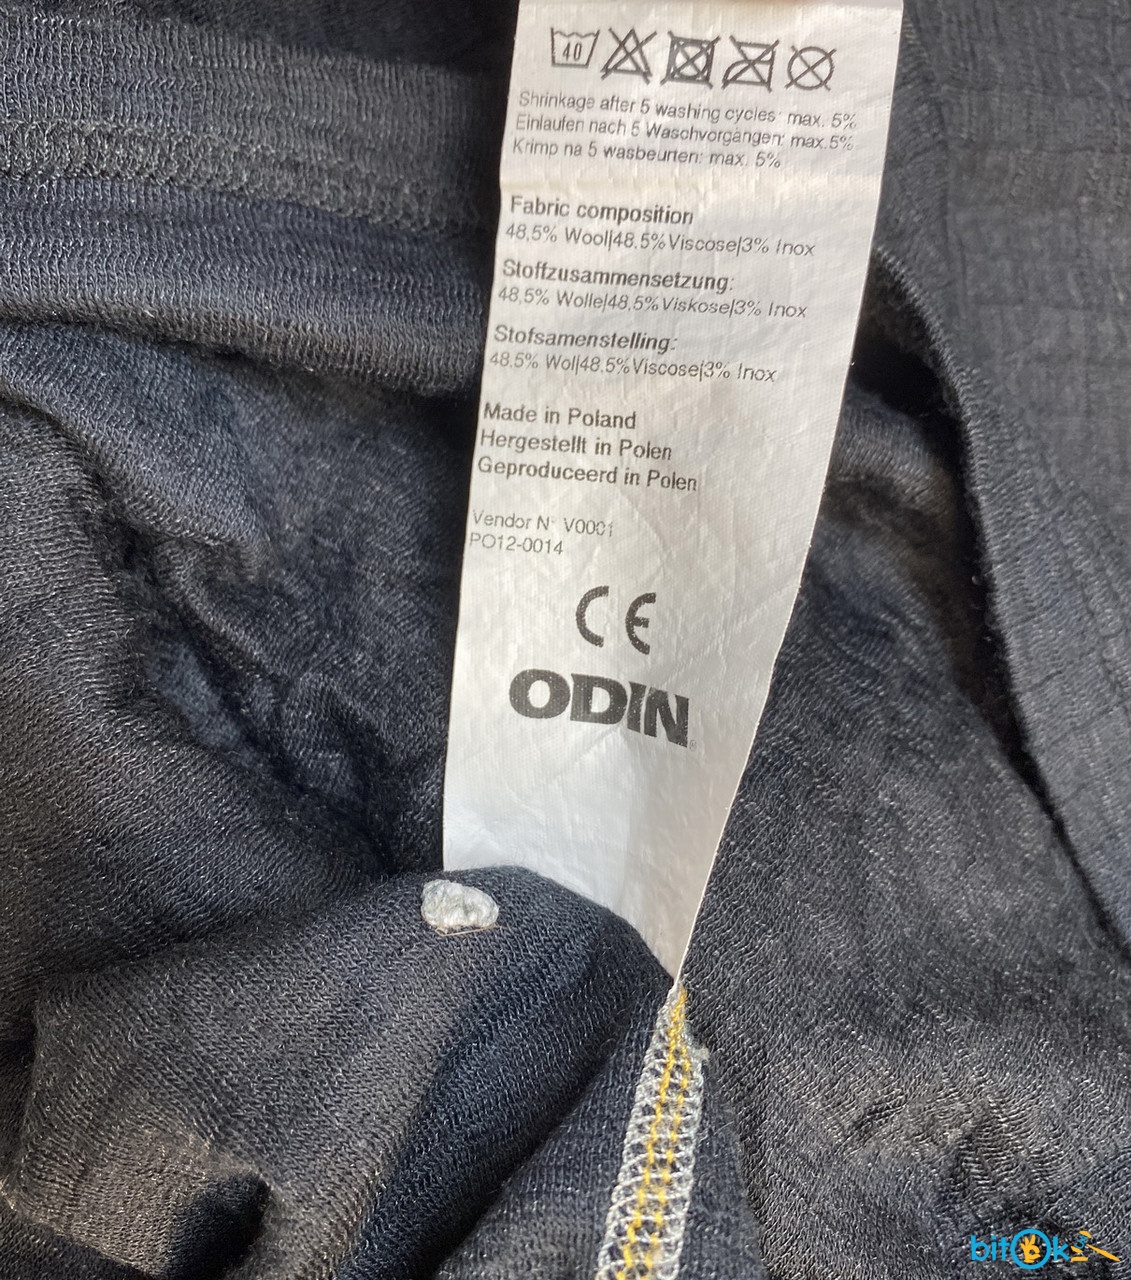 40
Shrinkage after 5 washing cycles: max. 5%
Einlaufen nach 5 Waschvorgängen: max.5%
Krimp na 5 wasbeurten: max. 5%
Fabric composition
48,5% Wool|48,5%Viscose|3% Inox
Stoffzusammensetzung:
48,5% Wolle|48,5%Viskose|3% Inox
Stofsamenstelling:
48,5% Wol|48,5%Viscose|3% Inox
Made in Poland
Hergestellt in Polen
Geproduceerd in Polen
Vendor N° V0001
PO12-0014
CE
ODIN®
bitOk